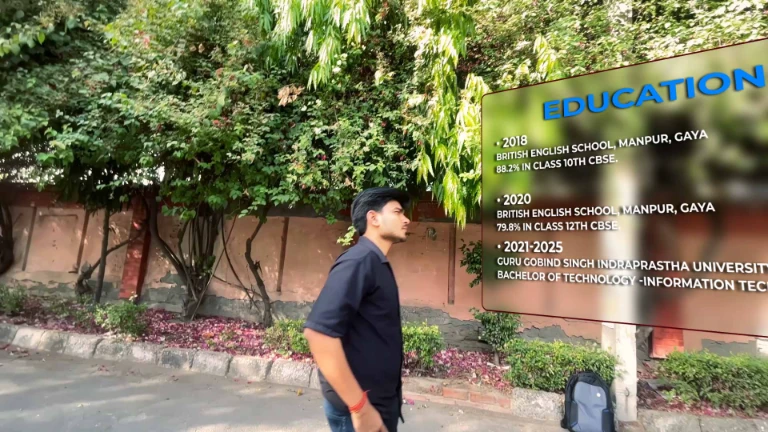 EDUCATION
• 2018
BRITISH ENGLISH SCHOOL, MANPUR, GAYA
88.2% IN CLASS 10TH CBSE.
• 2020
BRITISH ENGLISH SCHOOL, MANPUR, GAYA
79.8% IN CLASS 12TH CBSE.
• 2021-2025
GURU GOBIND SINGH INDRAPRASTHA UNIVERSITY
BACHELOR OF TECHNOLOGY -INFORMATION